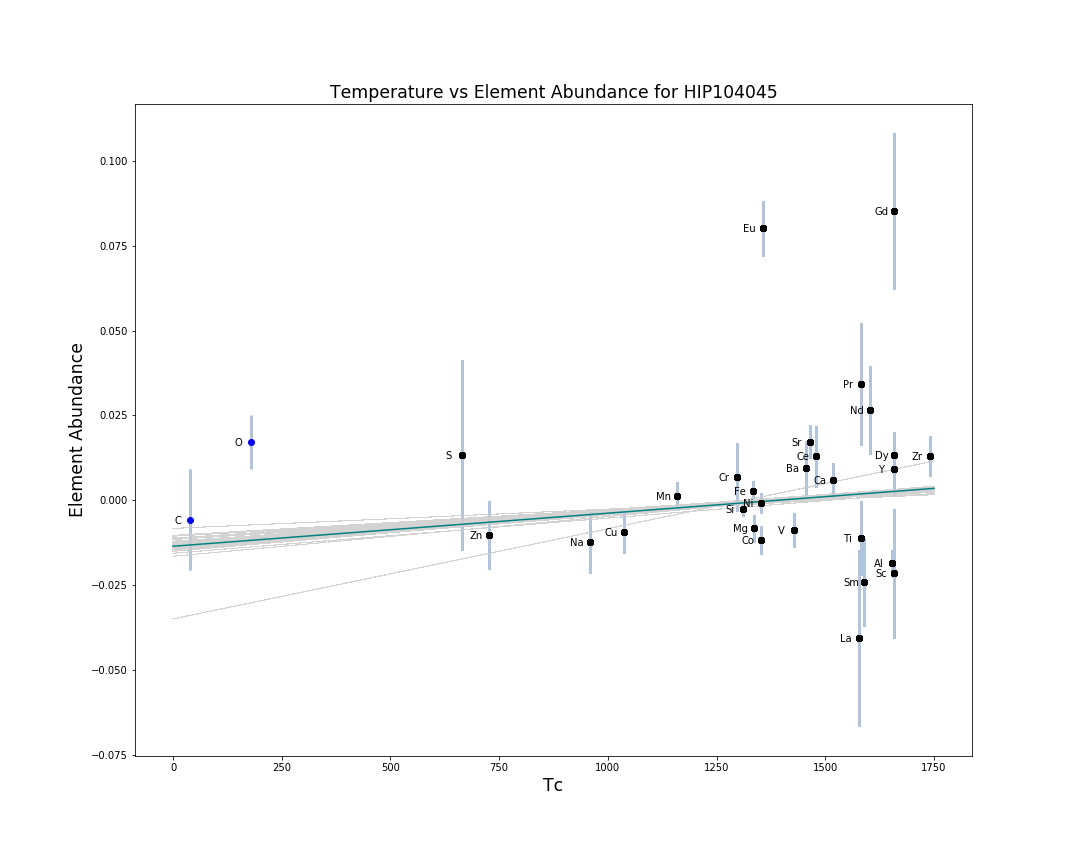 Temperature vs Element Abundance for HIP104045
Element Abundance
0.100
0.075
0.050
0.025
0.000
−0.025
−0.050
−0.075
0
250
500
750
1000
1250
1500
1750
Tc
C
O
S
Zn
Na
Cu
Mn
Cr
Fe
Ni
Si
Mg
Co
Eu
Gd
Pr
Nd
Sr
Ce
Ba
Ca
Dy
Y
Zr
V
Ti
Al
Sc
Sm
La